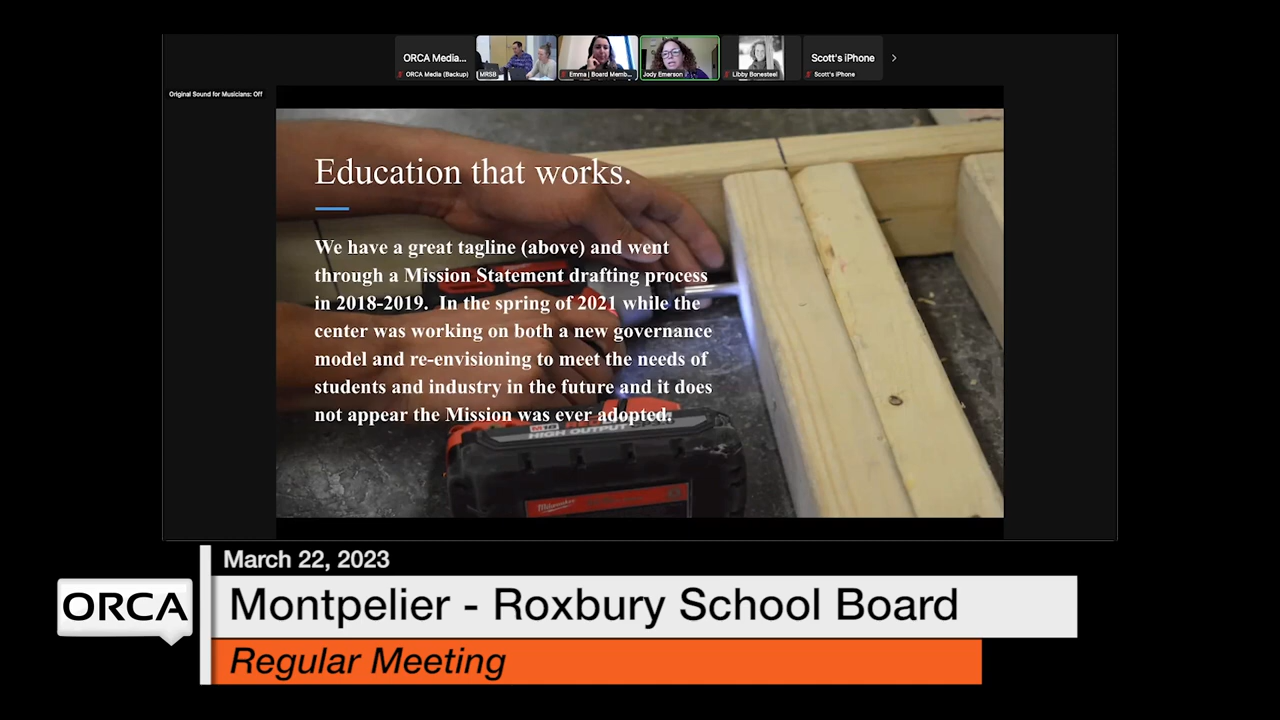 ORCA Media...
Scott's iPhone
ORCA Media (Backup)
MRSB
Emma | Board Memb...
Jody Emerson
Libby Bonesteel
Scott's iPhone
Original Sound for Musicians: Off
Education that works.
We have a great tagline (above) and went
through a Mission Statement drafting process
in 2018-2019. In the spring of 2021 while the
center was working on both a new governance
model and re-envisioning to meet the needs of
students and industry in the future and it does
not appear the Mission was ever adopted.
M18
HIGH OUTPUT
Milwaukee
March 22, 2023
ORCA
Montpelier - Roxbury School Board
Regular Meeting